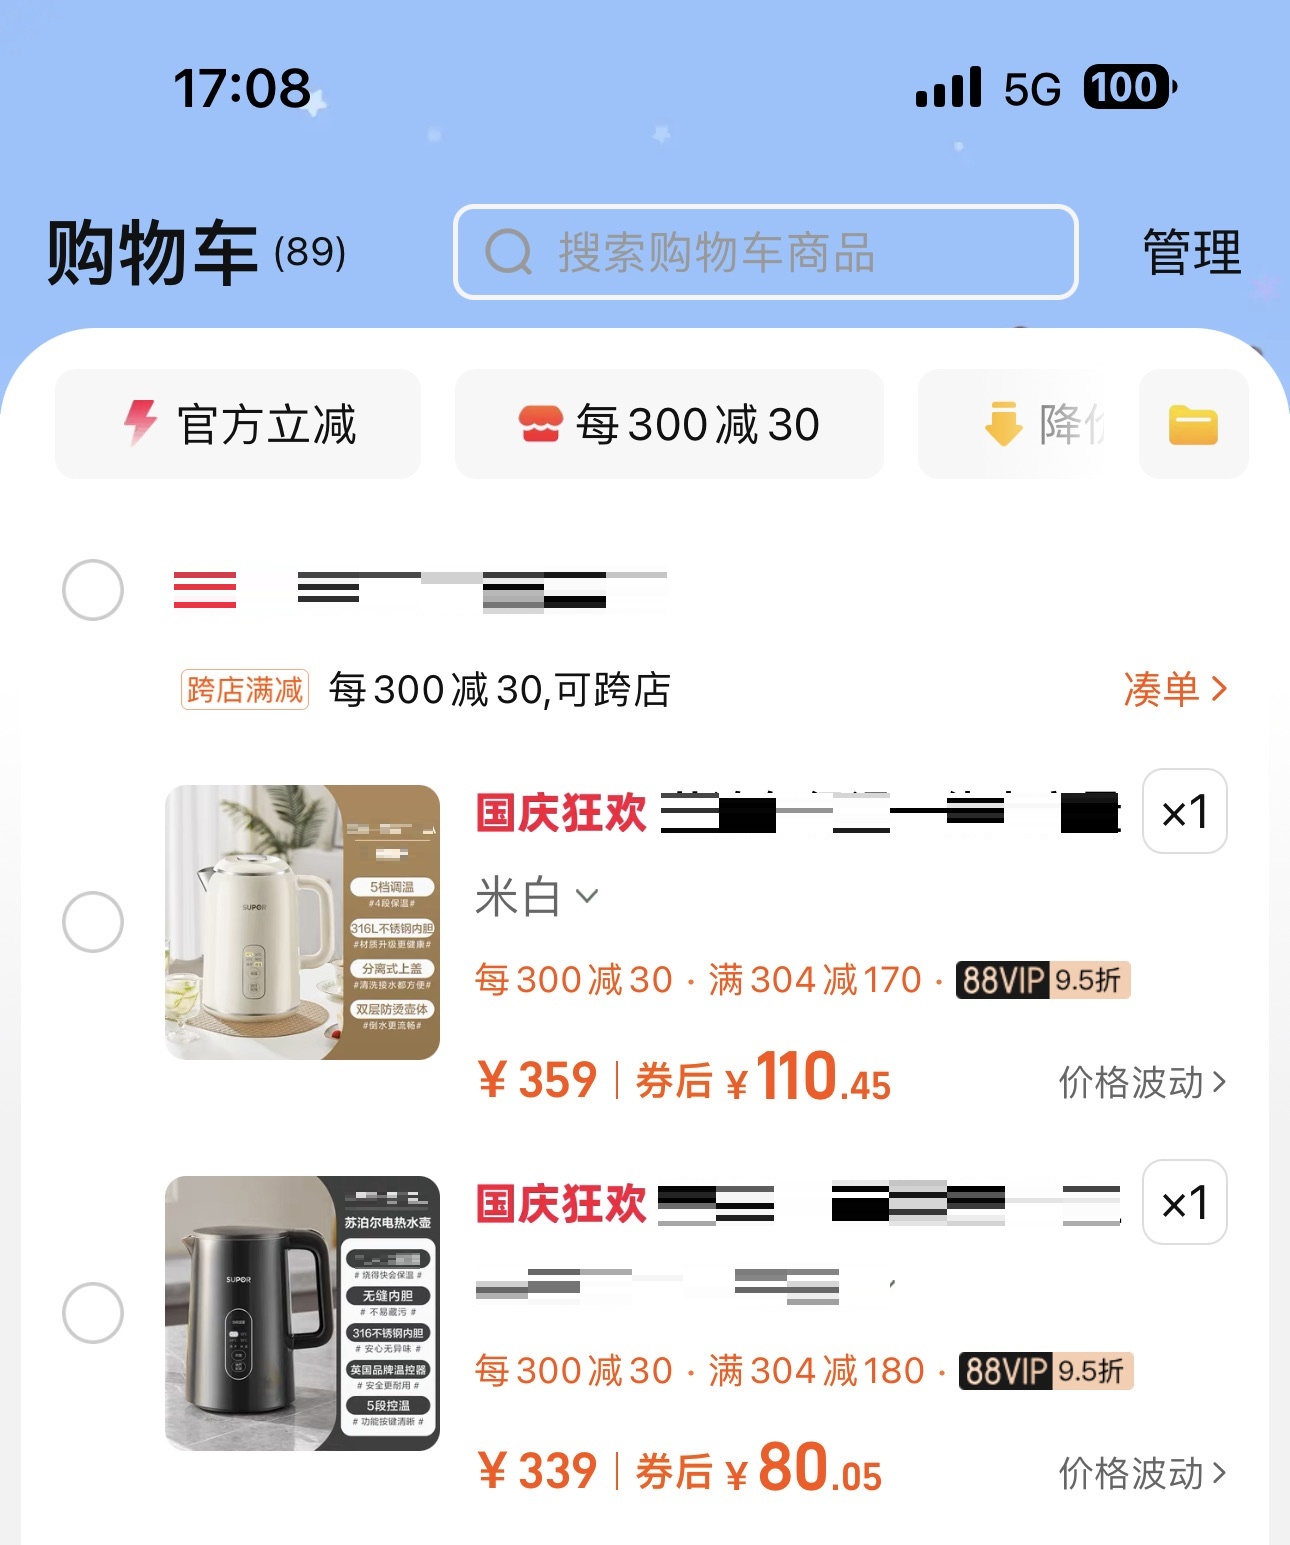 17:08
5G 100
购物车 (89)
搜索购物车商品
管理
官方立减
每300减30
降价
跨店满减 每300减30,可跨店
凑单
国庆狂欢
×1
米白
每300减30 · 满304减170 · 88VIP 9.5折
¥359 券后 ¥110.45
价格波动
SUPOR
5档调温
#4段保温#
316L不锈钢内胆
#材质升级更健康#
分离式上盖
#清洗接水都方便#
双层防烫壶体
#倒水更流畅#
国庆狂欢
×1
每300减30 · 满304减180 · 88VIP 9.5折
¥339 券后 ¥80.05
价格波动
SUPOR
苏泊尔电热水壶
# 烧得快会保温 #
无缝内胆
# 不易藏污 #
316不锈钢内胆
# 安心无异味 #
英国品牌温控器
# 安全更耐用 #
5段控温
# 功能按键清晰 #